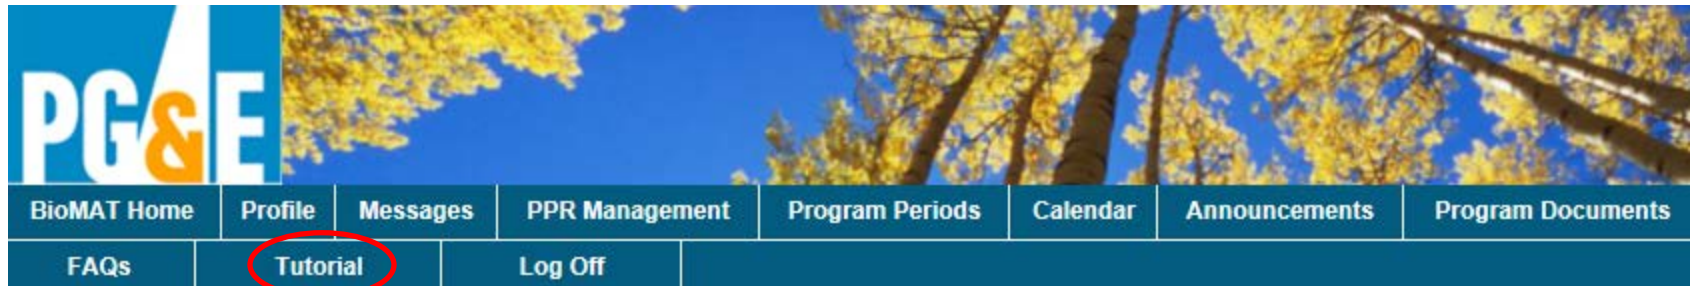 PG&E
BioMAT Home Profile Messages PPR Management Program Periods Calendar Announcements Program Documents
FAQs Tutorial Log Off